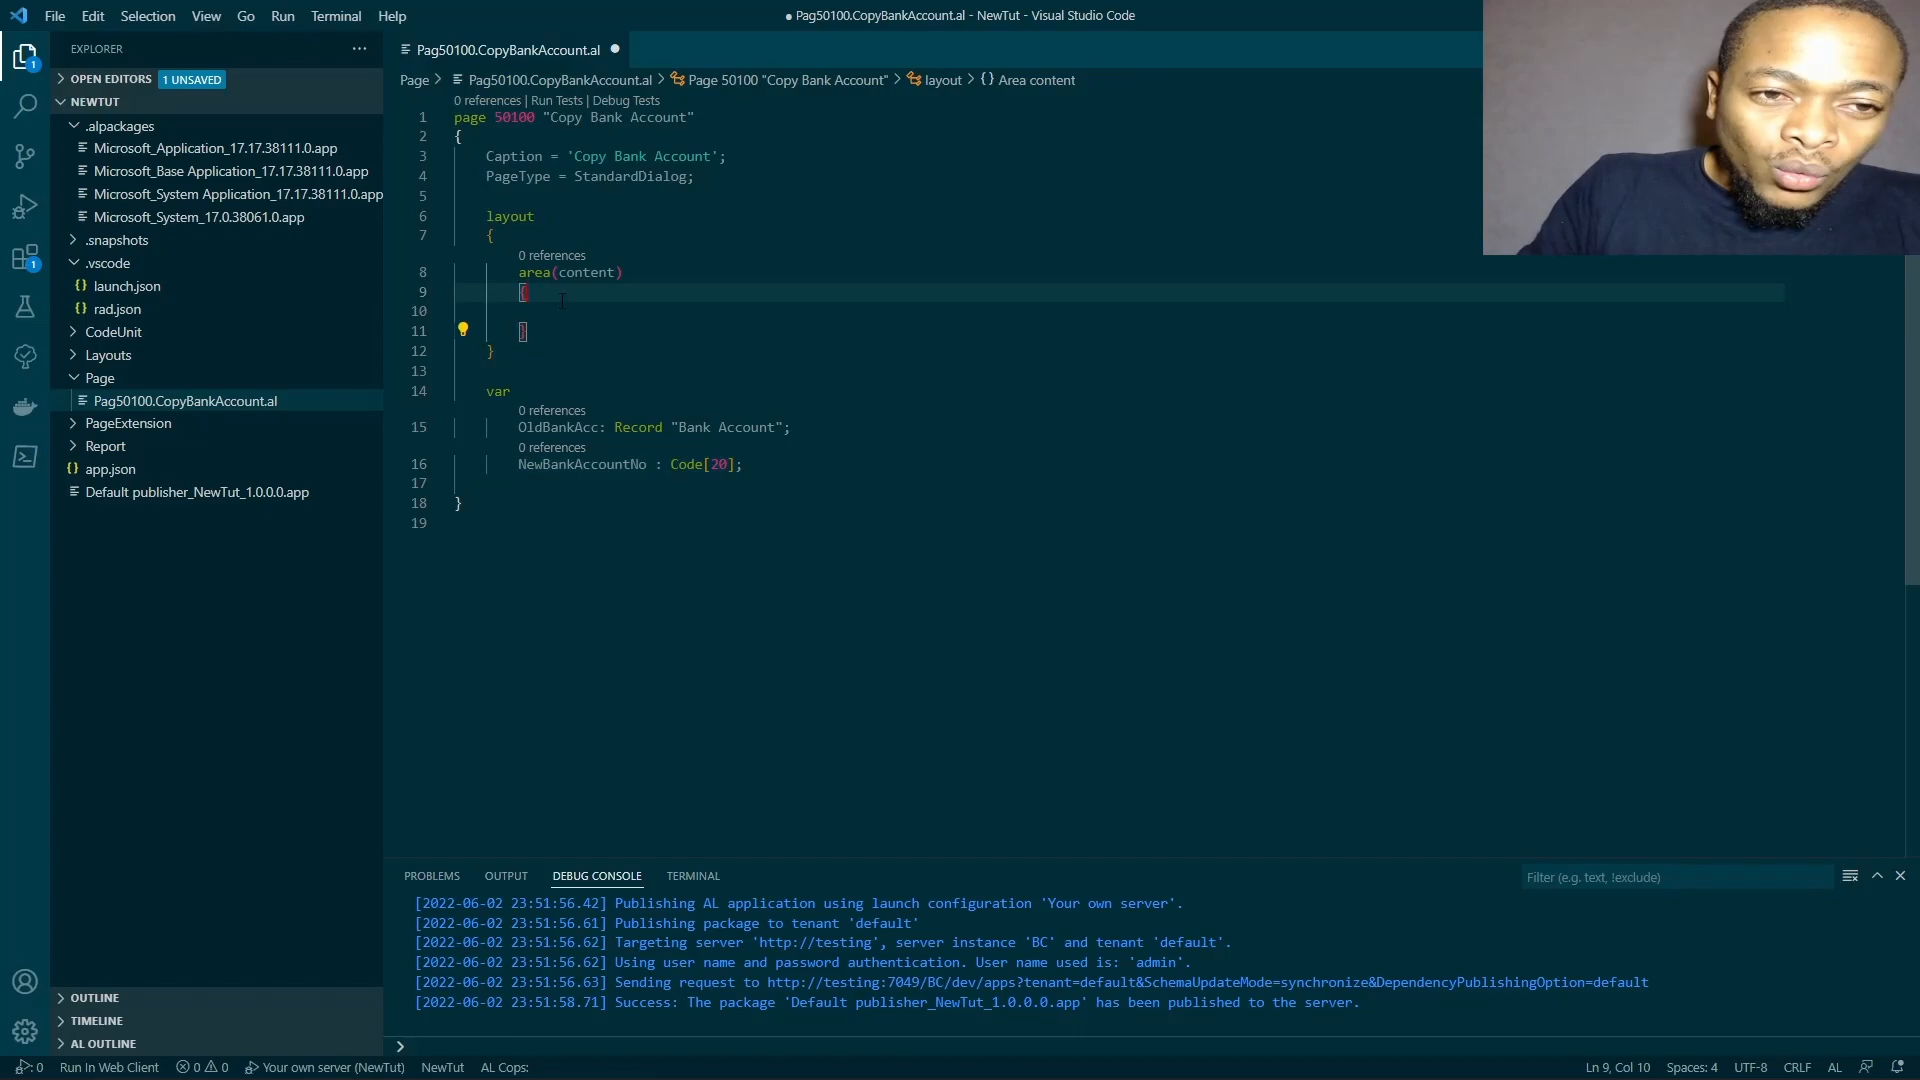 File Edit Selection View Go Run Terminal Help
● Pag50100.CopyBankAccount.al - NewTut - Visual Studio Code
EXPLORER
OPEN EDITORS 1 UNSAVED
NEWTUT
.alpackages
Microsoft_Application_17.17.38111.0.app
Microsoft_Base Application_17.17.38111.0.app
Microsoft_System Application_17.17.38111.0.app
Microsoft_System_17.0.38061.0.app
.snapshots
.vscode
launch.json
rad.json
CodeUnit
Layouts
Page
Pag50100.CopyBankAccount.al
PageExtension
Report
app.json
Default publisher_NewTut_1.0.0.0.app
OUTLINE
TIMELINE
AL OUTLINE
1
1
Pag50100.CopyBankAccount.al
Page > Pag50100.CopyBankAccount.al > Page 50100 "Copy Bank Account" > layout > {} Area content
0 references | Run Tests | Debug Tests
1 page 50100 "Copy Bank Account"
2 {
3 Caption = 'Copy Bank Account';
4 PageType = StandardDialog;
5
6 layout
7 {
0 references
8 area(content)
9 {
10
11 }
12 }
13
14 var
0 references
15 OldBankAcc: Record "Bank Account";
0 references
16 NewBankAccountNo : Code[20];
17
18 }
19
PROBLEMS OUTPUT DEBUG CONSOLE TERMINAL
Filter (e.g. text, !exclude)
[2022-06-02 23:51:56.42] Publishing AL application using launch configuration 'Your own server'.
[2022-06-02 23:51:56.61] Publishing package to tenant 'default'
[2022-06-02 23:51:56.62] Targeting server 'http://testing', server instance 'BC' and tenant 'default'.
[2022-06-02 23:51:56.62] Using user name and password authentication. User name used is: 'admin'.
[2022-06-02 23:51:56.63] Sending request to http://testing:7049/BC/dev/apps?tenant=default&SchemaUpdateMode=synchronize&DependencyPublishingOption=default
[2022-06-02 23:51:58.71] Success: The package 'Default publisher_NewTut_1.0.0.0.app' has been published to the server.
: 0 Run In Web Client 0 0 Your own server (NewTut) NewTut AL Cops: Ln 9, Col 10 Spaces: 4 UTF-8 CRLF AL